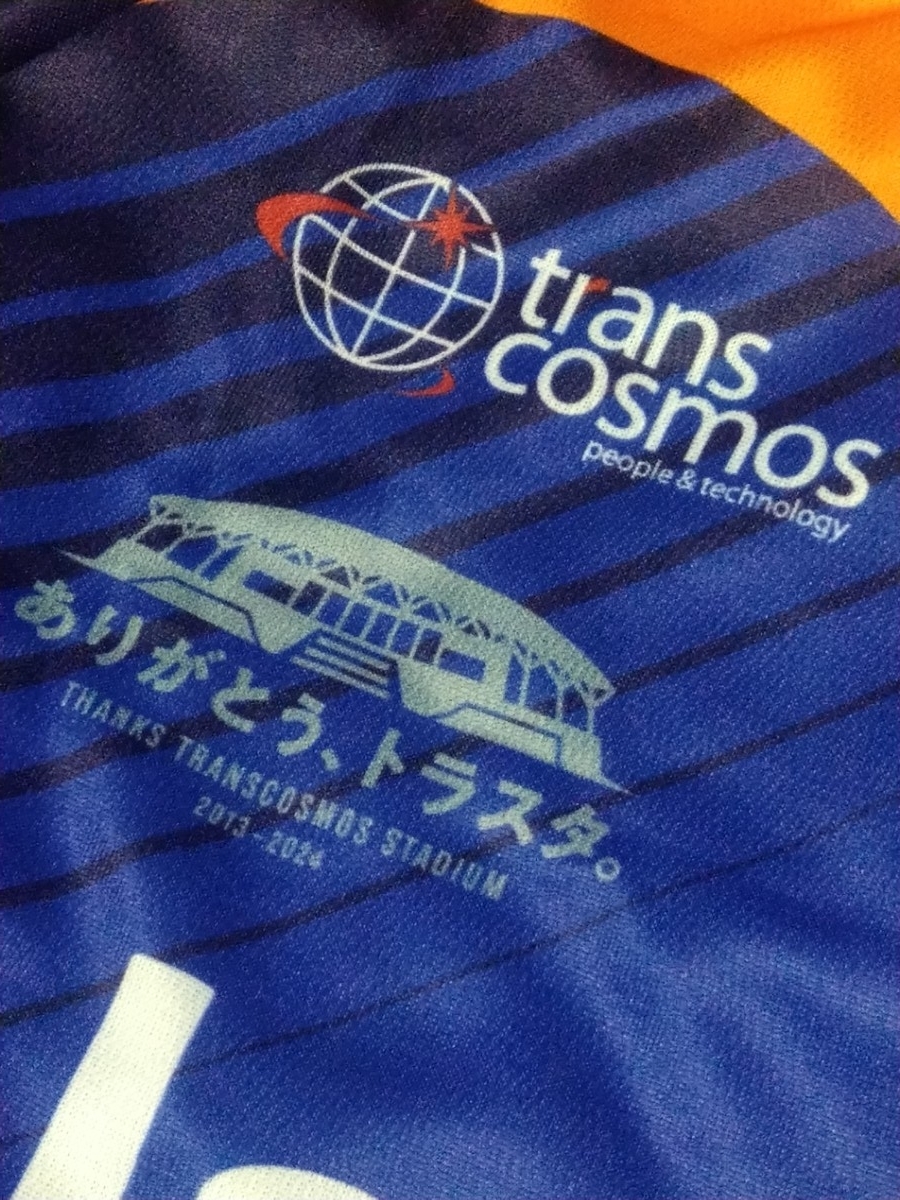 trans
cosmos
people & technology
ありがとう、トラスタ。
THANKS TRANSCOSMOS STADIUM
2013-2024